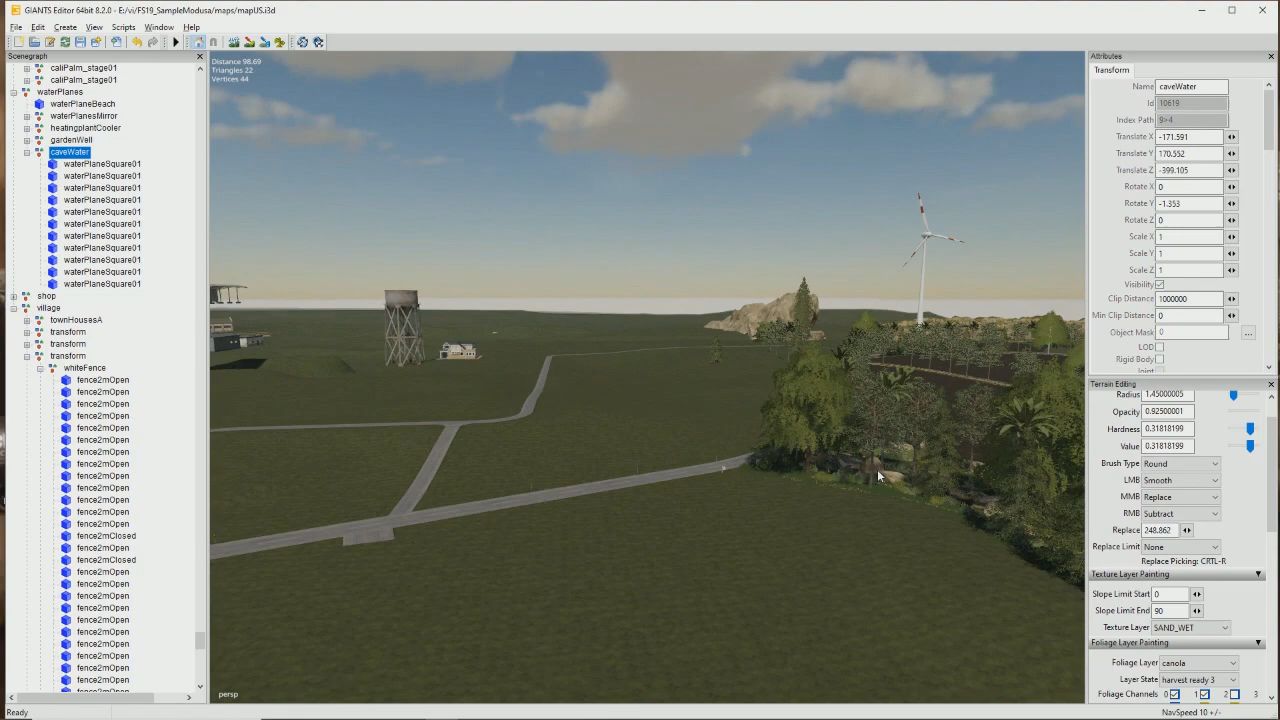 GIANTS Editor 64bit 8.2.0 - E:/vi/FS19_SampleModusa/maps/mapUS.i3d
File Edit Create View Scripts Window Help
Scenegraph
caliPalm_stage01
caliPalm_stage01
waterPlanes
waterPlaneBeach
waterPlanesMirror
heatingplantCooler
gardenWell
caveWater
waterPlaneSquare01
waterPlaneSquare01
waterPlaneSquare01
waterPlaneSquare01
waterPlaneSquare01
waterPlaneSquare01
waterPlaneSquare01
waterPlaneSquare01
waterPlaneSquare01
waterPlaneSquare01
waterPlaneSquare01
shop
village
townHousesA
transform
transform
transform
whiteFence
fence2mOpen
fence2mOpen
fence2mOpen
fence2mOpen
fence2mOpen
fence2mOpen
fence2mOpen
fence2mOpen
fence2mOpen
fence2mOpen
fence2mOpen
fence2mOpen
fence2mOpen
fence2mClosed
fence2mOpen
fence2mClosed
fence2mOpen
fence2mOpen
fence2mOpen
fence2mOpen
fence2mOpen
fence2mOpen
fence2mOpen
fence2mOpen
fence2mOpen
fence2mOpen
fence2mOpen
Distance 98.69
Triangles 22
Vertices 44
persp
Attributes
Transform
Name caveWater
Id 10619
Index Path 9>4
Translate X -171.591
Translate Y 170.552
Translate Z -399.105
Rotate X 0
Rotate Y -1.353
Rotate Z 0
Scale X 1
Scale Y 1
Scale Z 1
Visibility
Clip Distance 1000000
Min Clip Distance 0
Object Mask 0 ...
LOD
Rigid Body
Joint
Terrain Editing
Radius 1.45000005
Opacity 0.92500001
Hardness 0.31818199
Value 0.31818199
Brush Type Round
LMB Smooth
MMB Replace
RMB Subtract
Replace 248.862
Replace Limit None
Replace Picking: CRTL-R
Texture Layer Painting
Slope Limit Start 0
Slope Limit End 90
Texture Layer SAND_WET
Foliage Layer Painting
Foliage Layer canola
Layer State harvest ready 3
Foliage Channels 0 1 2 3
Ready
NavSpeed 10 +/-